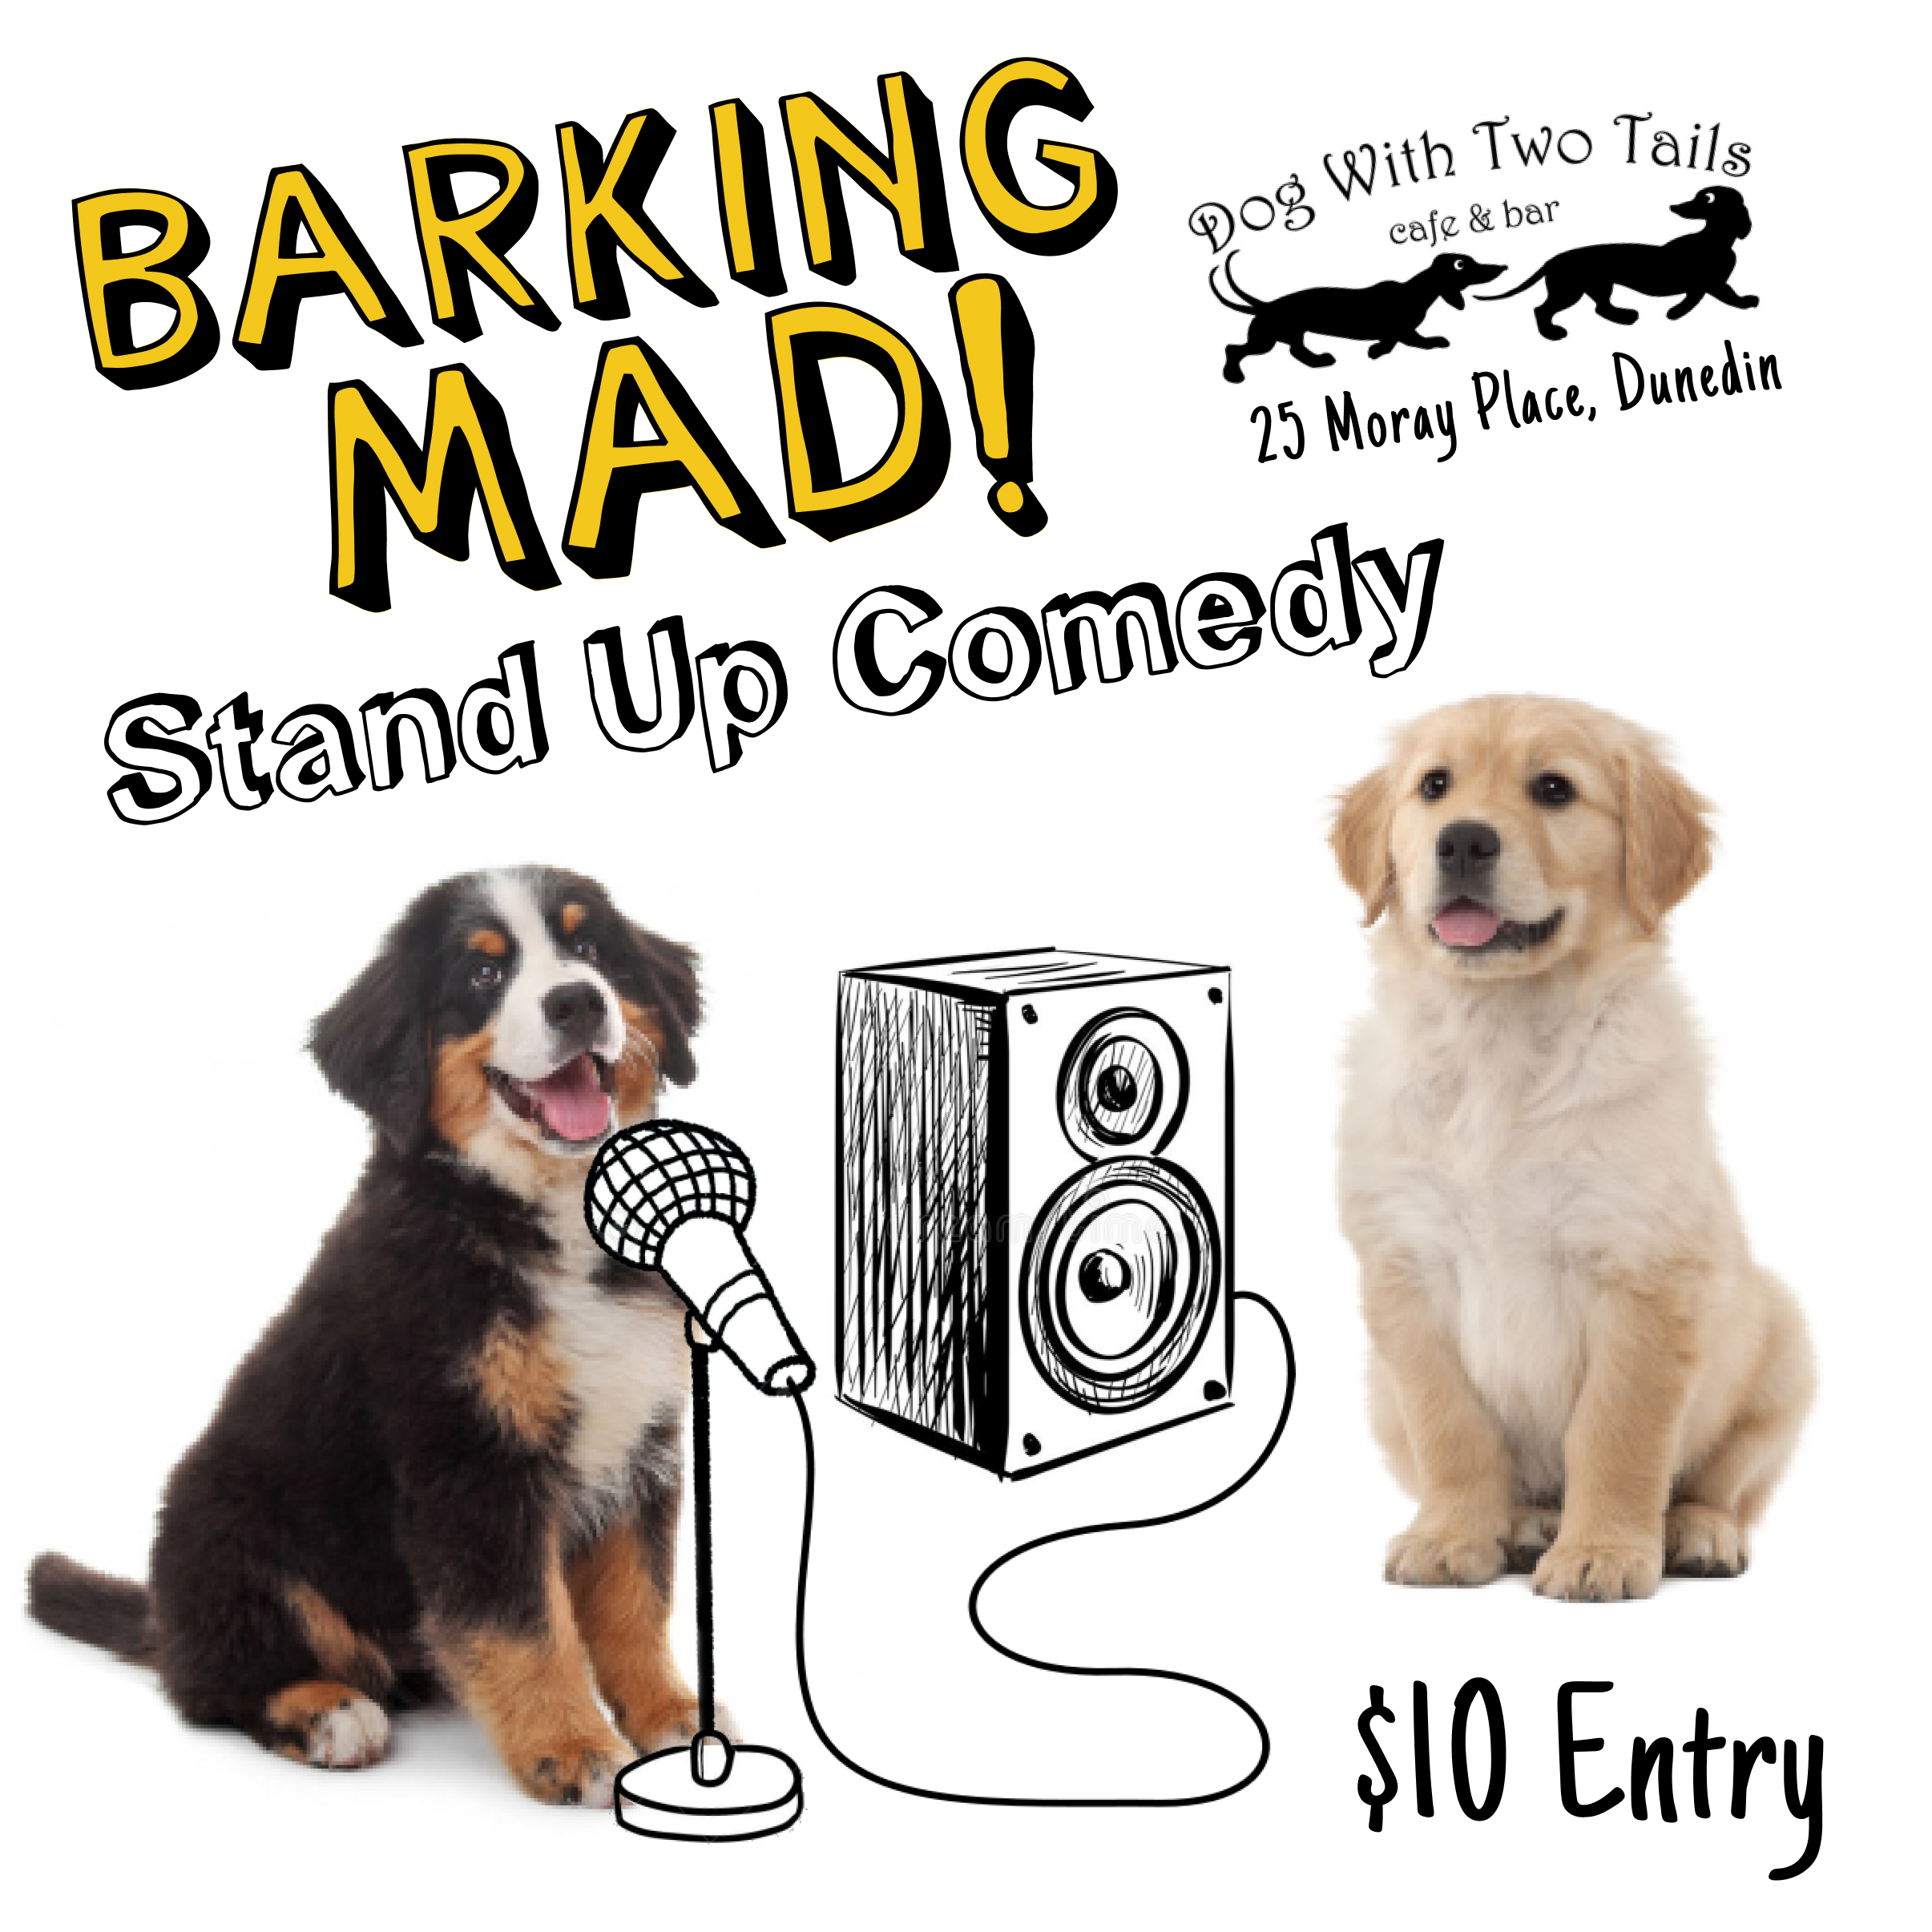 BARKING
MAD!
Stand Up Comedy
Dog With Two Tails
cafe & bar
25 Moray Place, Dunedin
$10 Entry